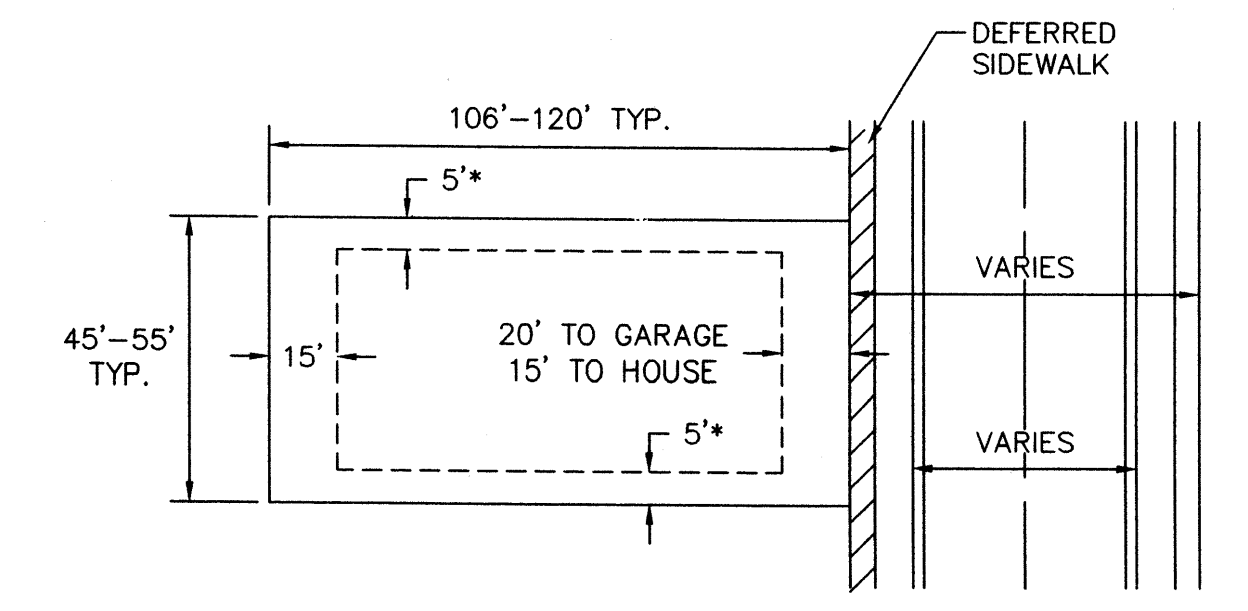 DEFERRED
SIDEWALK
106'-120' TYP.
5'*
VARIES
45'-55'
TYP.
15'
20' TO GARAGE
15' TO HOUSE
5'*
VARIES